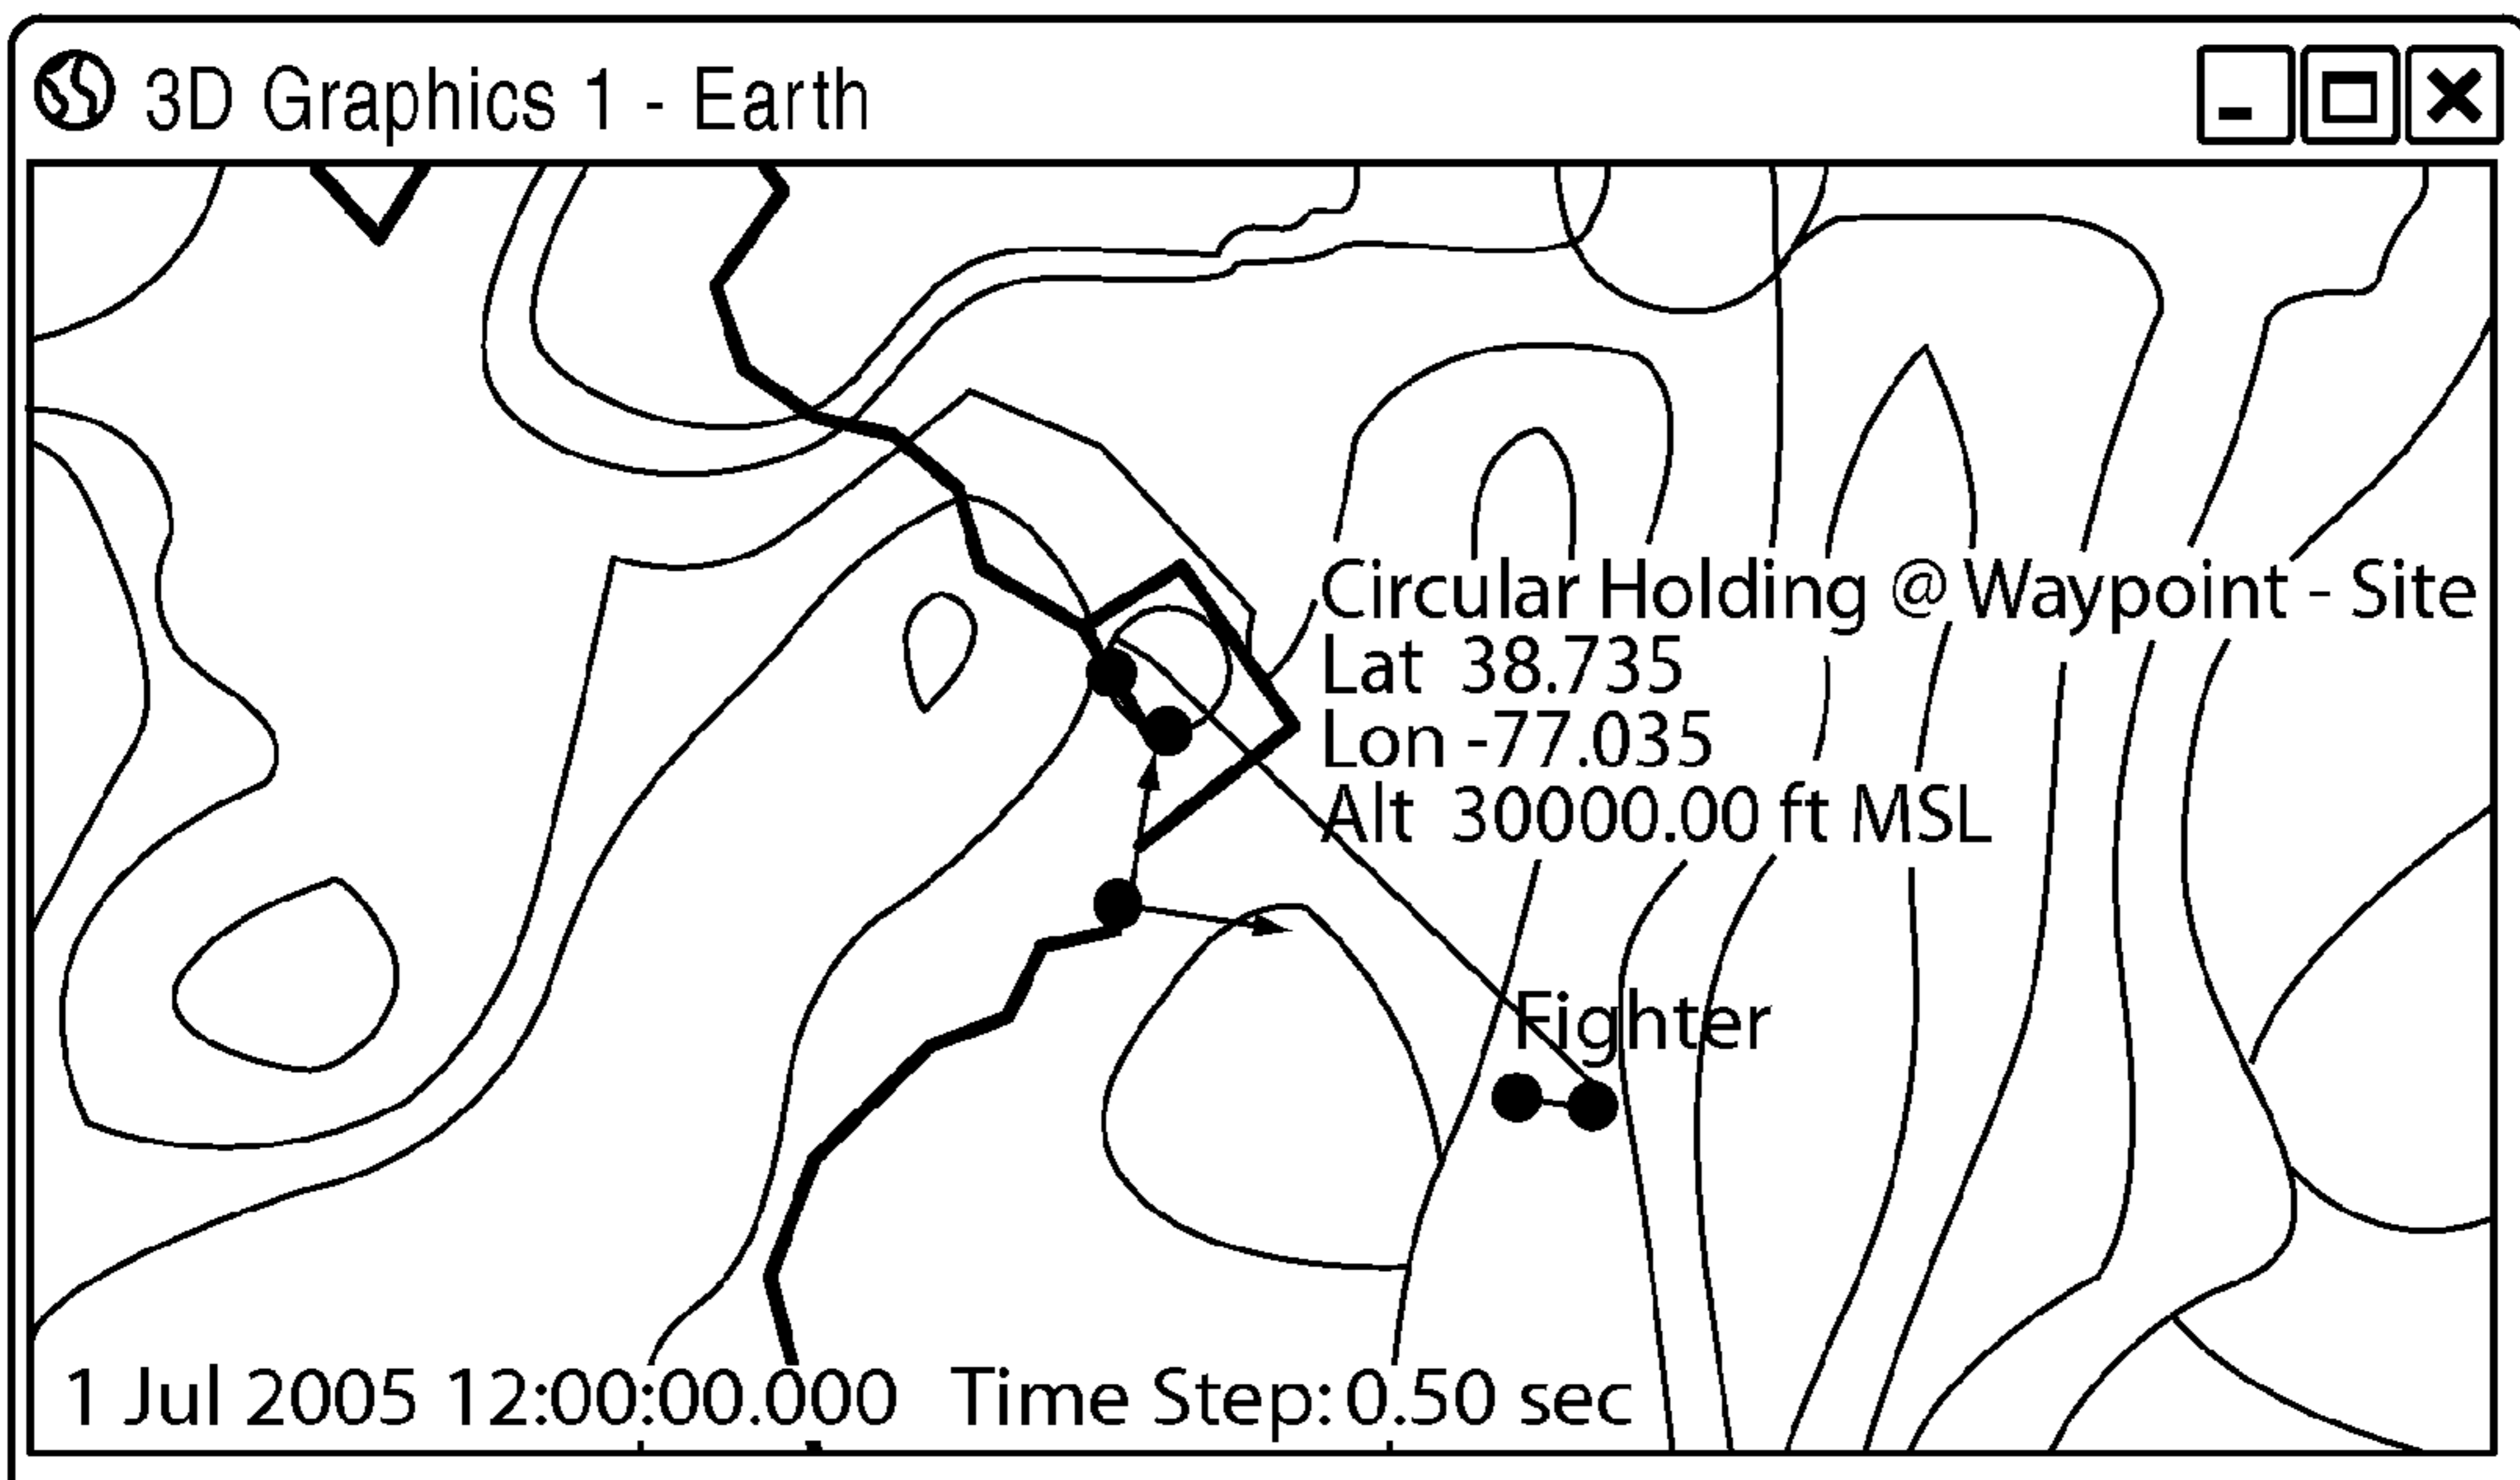 3D Graphics 1 - Earth
Circular Holding @ Waypoint - Site
Lat 38.735
Lon -77.035
Alt 30000.00 ft MSL
Fighter
1 Jul 2005 12:00:00.000 Time Step: 0.50 sec